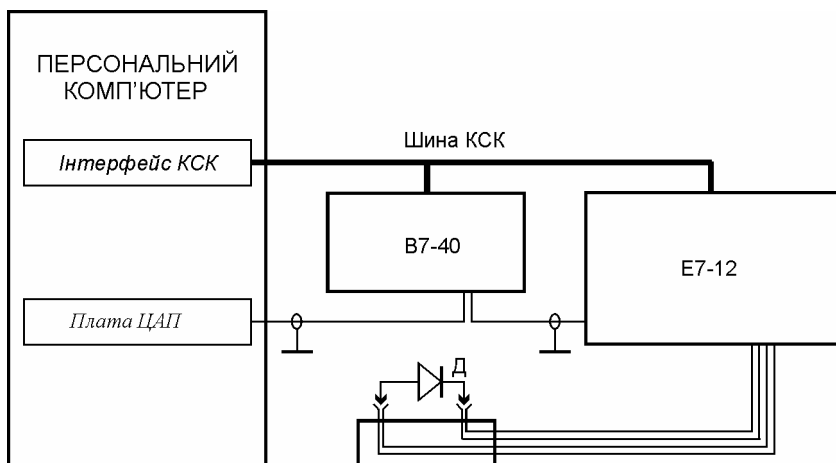 ПЕРСОНАЛЬНИЙ
КОМП'ЮТЕР
Інтерфейс КСК
Шина КСК
В7-40
Е7-12
Плата ЦАП
Д